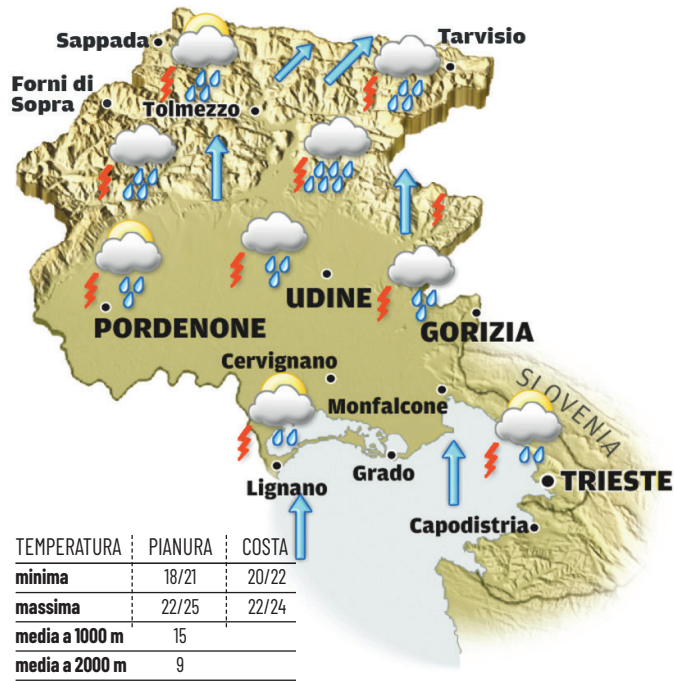 Sappada
Tarvisio
Forni di
Sopra
Tolmezzo
UDINE
PORDENONE
GORIZIA
Cervignano
SLOVENIA
Monfalcone
Grado
TRIESTE
Lignano
Capodistria
TEMPERATURA PIANURA COSTA
minima 18/21 20/22
massima 22/25 22/24
media a 1000 m 15
media a 2000 m 9